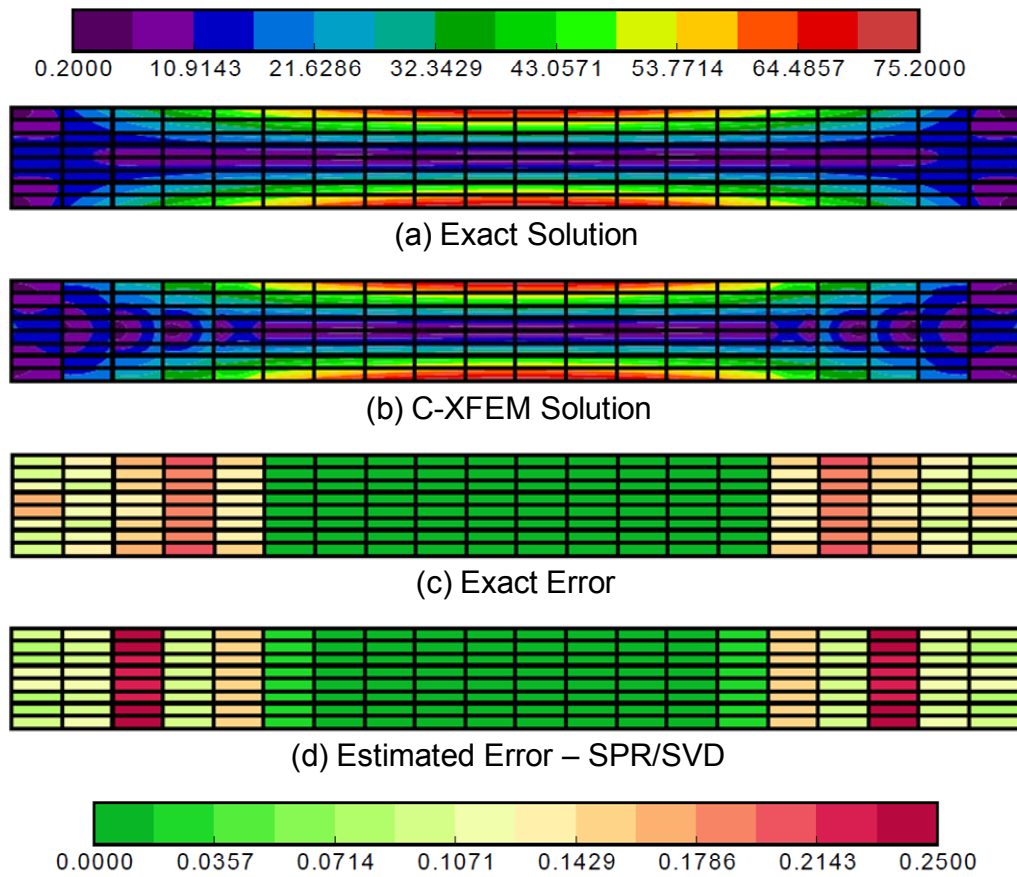 0.2000 10.9143 21.6286 32.3429 43.0571 53.7714 64.4857 75.2000
(a) Exact Solution
(b) C-XFEM Solution
(c) Exact Error
(d) Estimated Error – SPR/SVD
0.0000 0.0357 0.0714 0.1071 0.1429 0.1786 0.2143 0.2500